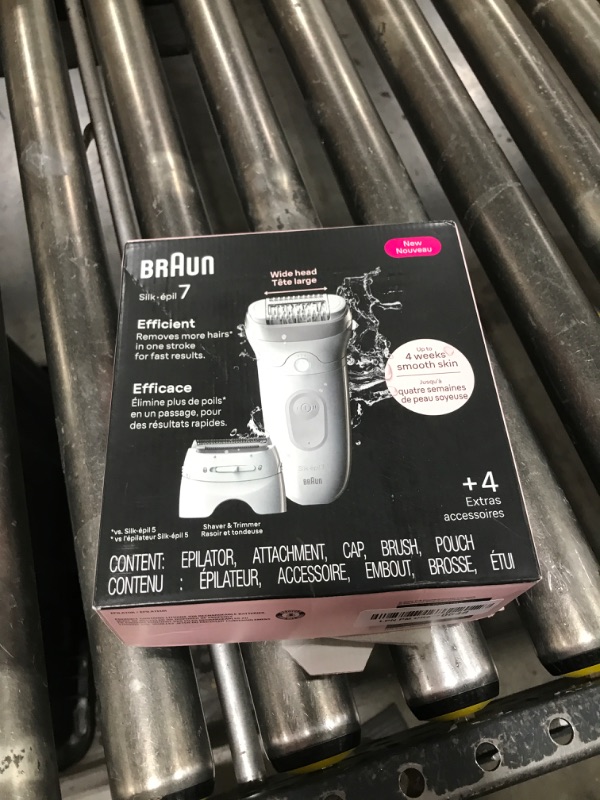 BRAUN
Silk·épil 7
New
Nouveau
Wide head
Tête large
Efficient
Removes more hairs*
in one stroke
for fast results.
Efficace
Élimine plus de poils*
en un passage, pour
des résultats rapides.
Up to
4 weeks
smooth skin
Jusqu'à
quatre semaines
de peau soyeuse
BRAUN
+4
Extras
accessoires
*vs. Silk-épil 5
*vs l'épilateur Silk-épil 5
Shaver & Trimmer
Rasoir et tondeuse
CONTENT: EPILATOR, ATTACHMENT, CAP, BRUSH, POUCH
CONTENU : ÉPILATEUR, ACCESSOIRE, EMBOUT, BROSSE, ÉTUI